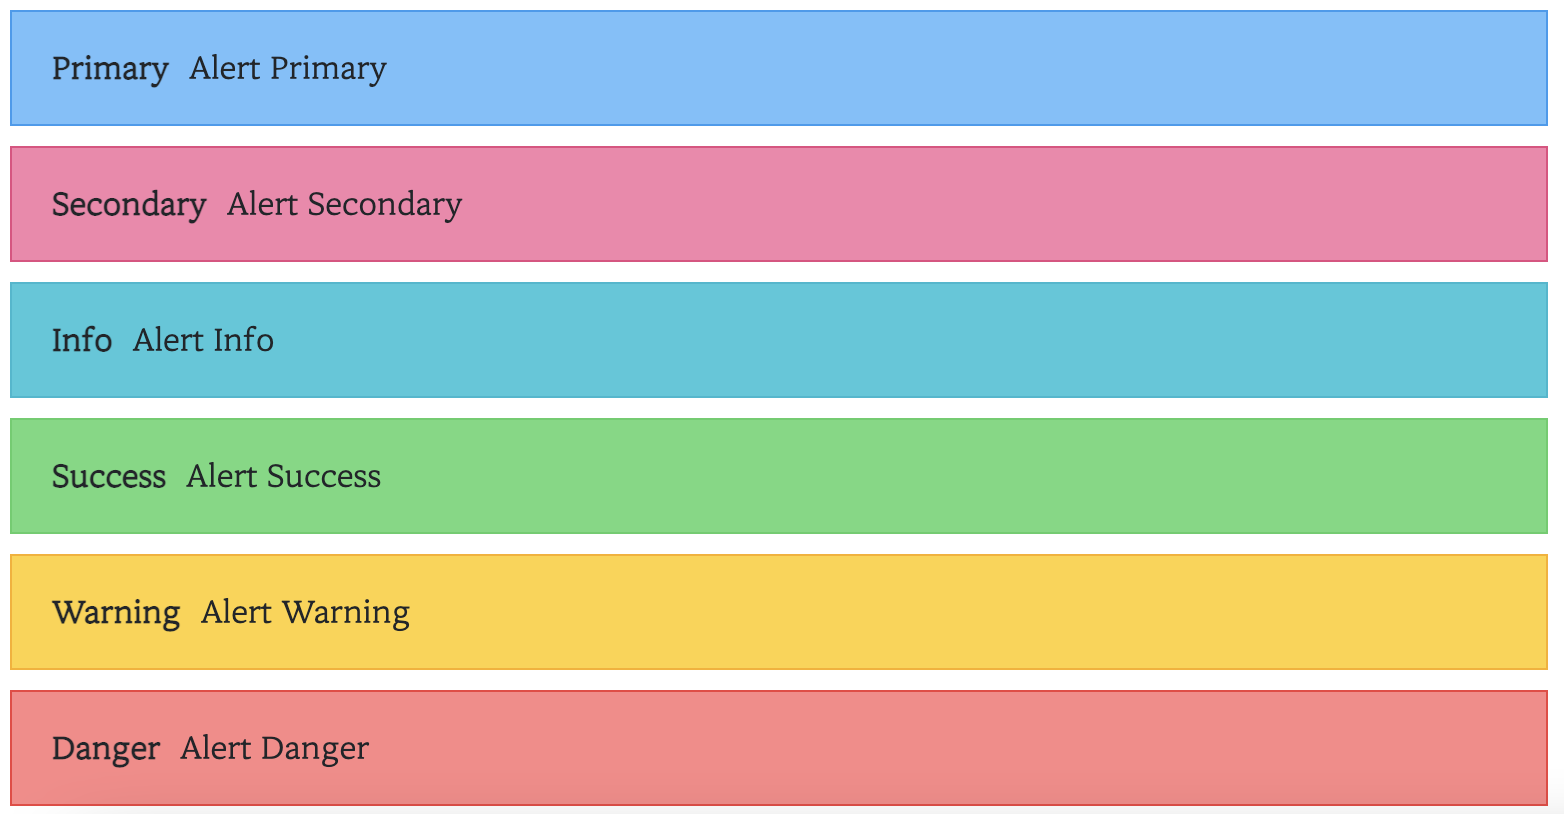 Primary Alert Primary
Secondary Alert Secondary
Info Alert Info
Success Alert Success
Warning Alert Warning
Danger Alert Danger